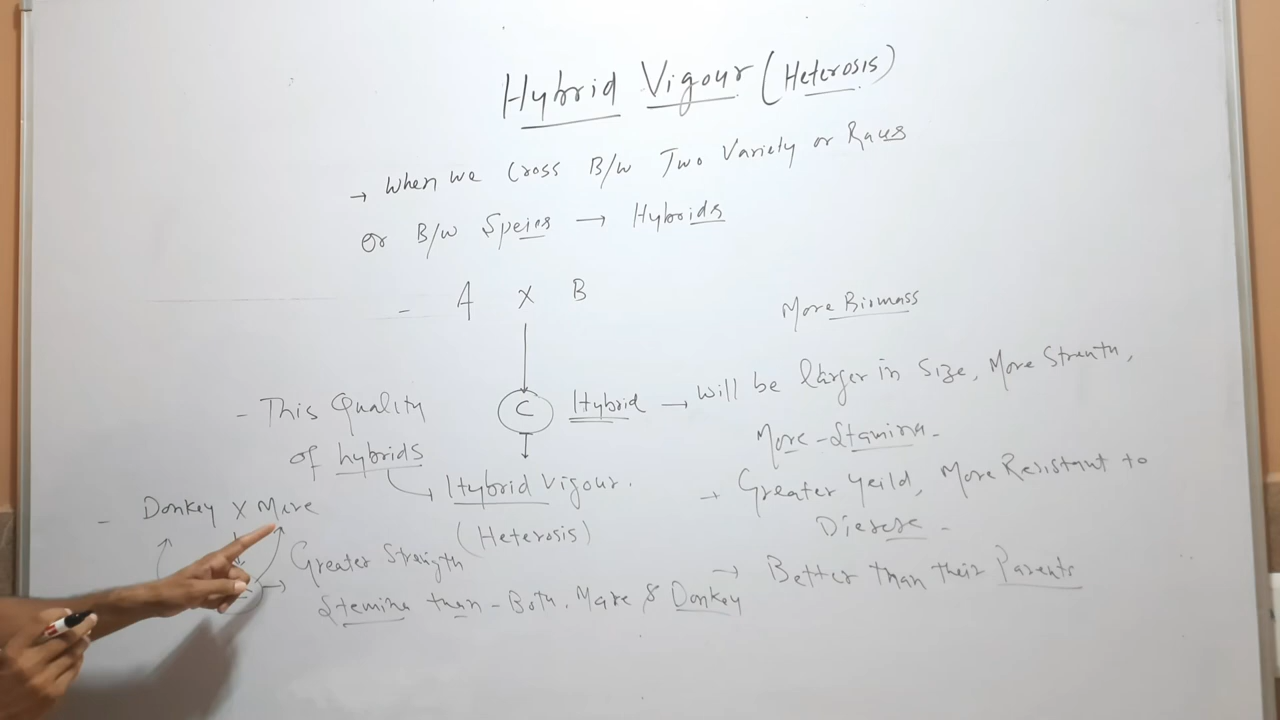 Hybrid Vigour (Heterosis)
→ When we Cross B/w Two Variety or Races
or B/w Speies → Hybrids
- A X B
More Biomass
C Hybrid → will be larger in Size, More Strenth,
More - Stamina -
- This Quality
of hybrids → Hybrid Vigour.
(Heterosis)
→ Greater Yeild, More Resistant to
Diesese -
→ Better than their Parents
- Donkey X Mare
→ Greater Strength
Stemina than - Both. Mare & Donkey